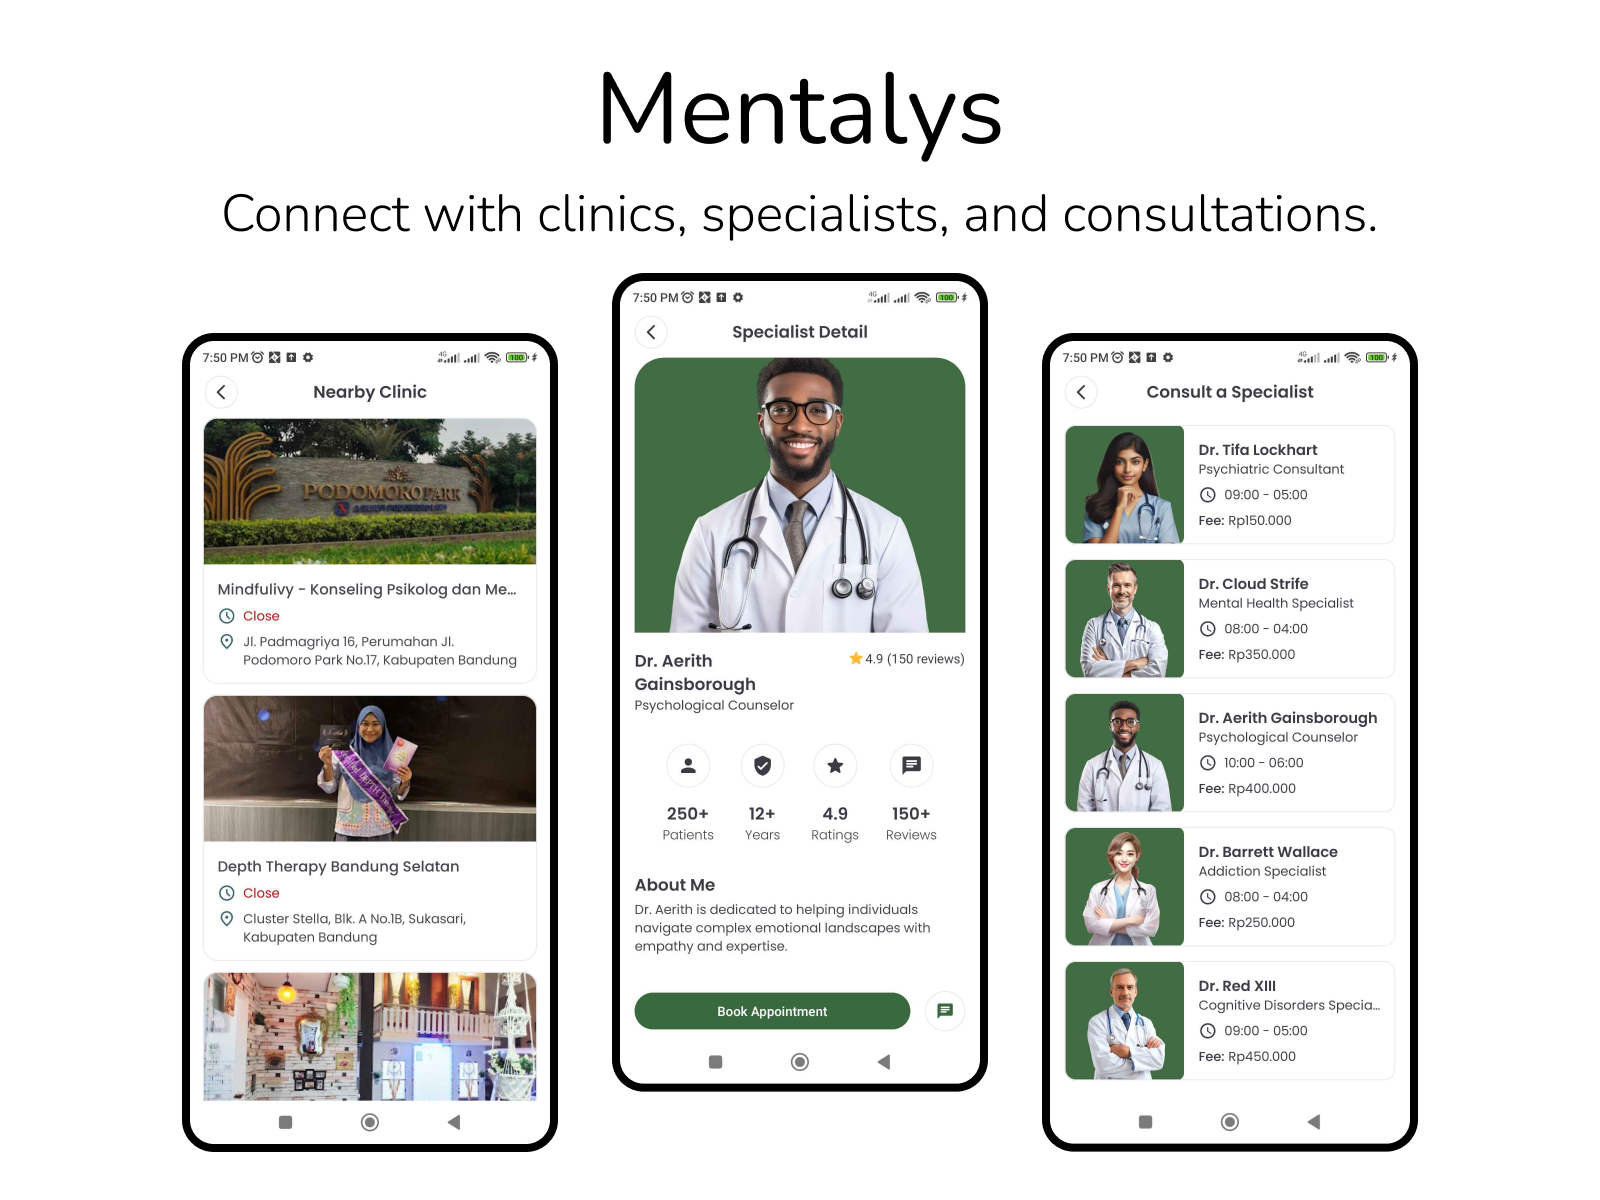 Mentalys
Connect with clinics, specialists, and consultations.
7:50 PM
4G
100
Nearby Clinic
PODOMORO PARK
Mindfulivy - Konseling Psikolog dan Me...
Close
Jl. Padmagriya 16, Perumahan Jl.
Podomoro Park No.17, Kabupaten Bandung
Depth Therapy Bandung Selatan
Close
Cluster Stella, Blk. A No.1B, Sukasari,
Kabupaten Bandung
7:50 PM
4G
100
Specialist Detail
Dr. Aerith
Gainsborough
4.9 (150 reviews)
Psychological Counselor
250+
Patients
12+
Years
4.9
Ratings
150+
Reviews
About Me
Dr. Aerith is dedicated to helping individuals
navigate complex emotional landscapes with
empathy and expertise.
Book Appointment
7:50 PM
4G
100
Consult a Specialist
Dr. Tifa Lockhart
Psychiatric Consultant
09:00 - 05:00
Fee: Rp150.000
Dr. Cloud Strife
Mental Health Specialist
08:00 - 04:00
Fee: Rp350.000
Dr. Aerith Gainsborough
Psychological Counselor
10:00 - 06:00
Fee: Rp400.000
Dr. Barrett Wallace
Addiction Specialist
08:00 - 04:00
Fee: Rp250.000
Dr. Red XIII
Cognitive Disorders Specia...
09:00 - 05:00
Fee: Rp450.000